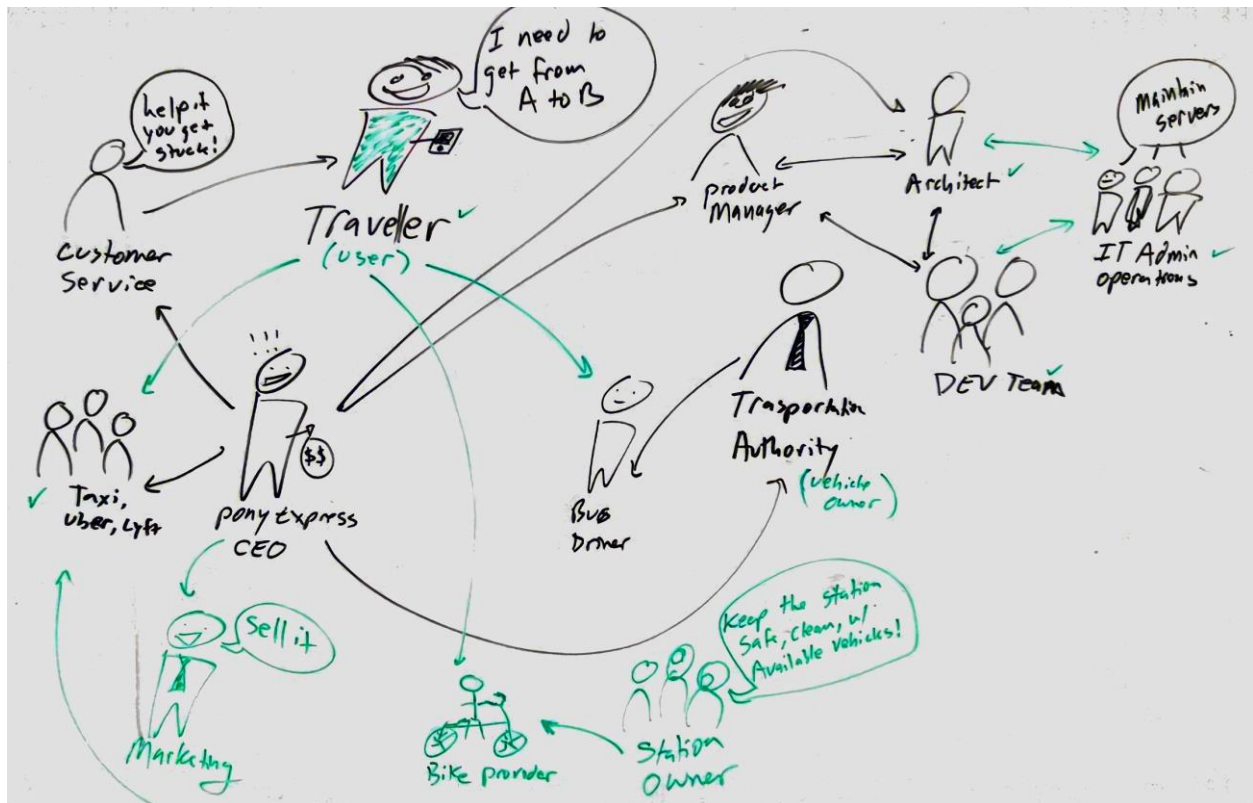 I need to
get from
A to B
help if
you get
stuck!
Maintain
servers
Customer
Service
Traveller
(user)
Product
Manager
Architect
IT Admin
operations
DEV Team
Trasportation
Authority
(vehicle
owner)
Taxi,
Uber, Lyft
$$
Pony Express
CEO
!!!
Bus
Driver
Sell it
Marketing
Bike provider
Keep the station
Safe, Clean, w/
Available vehicles!
Station
Owner